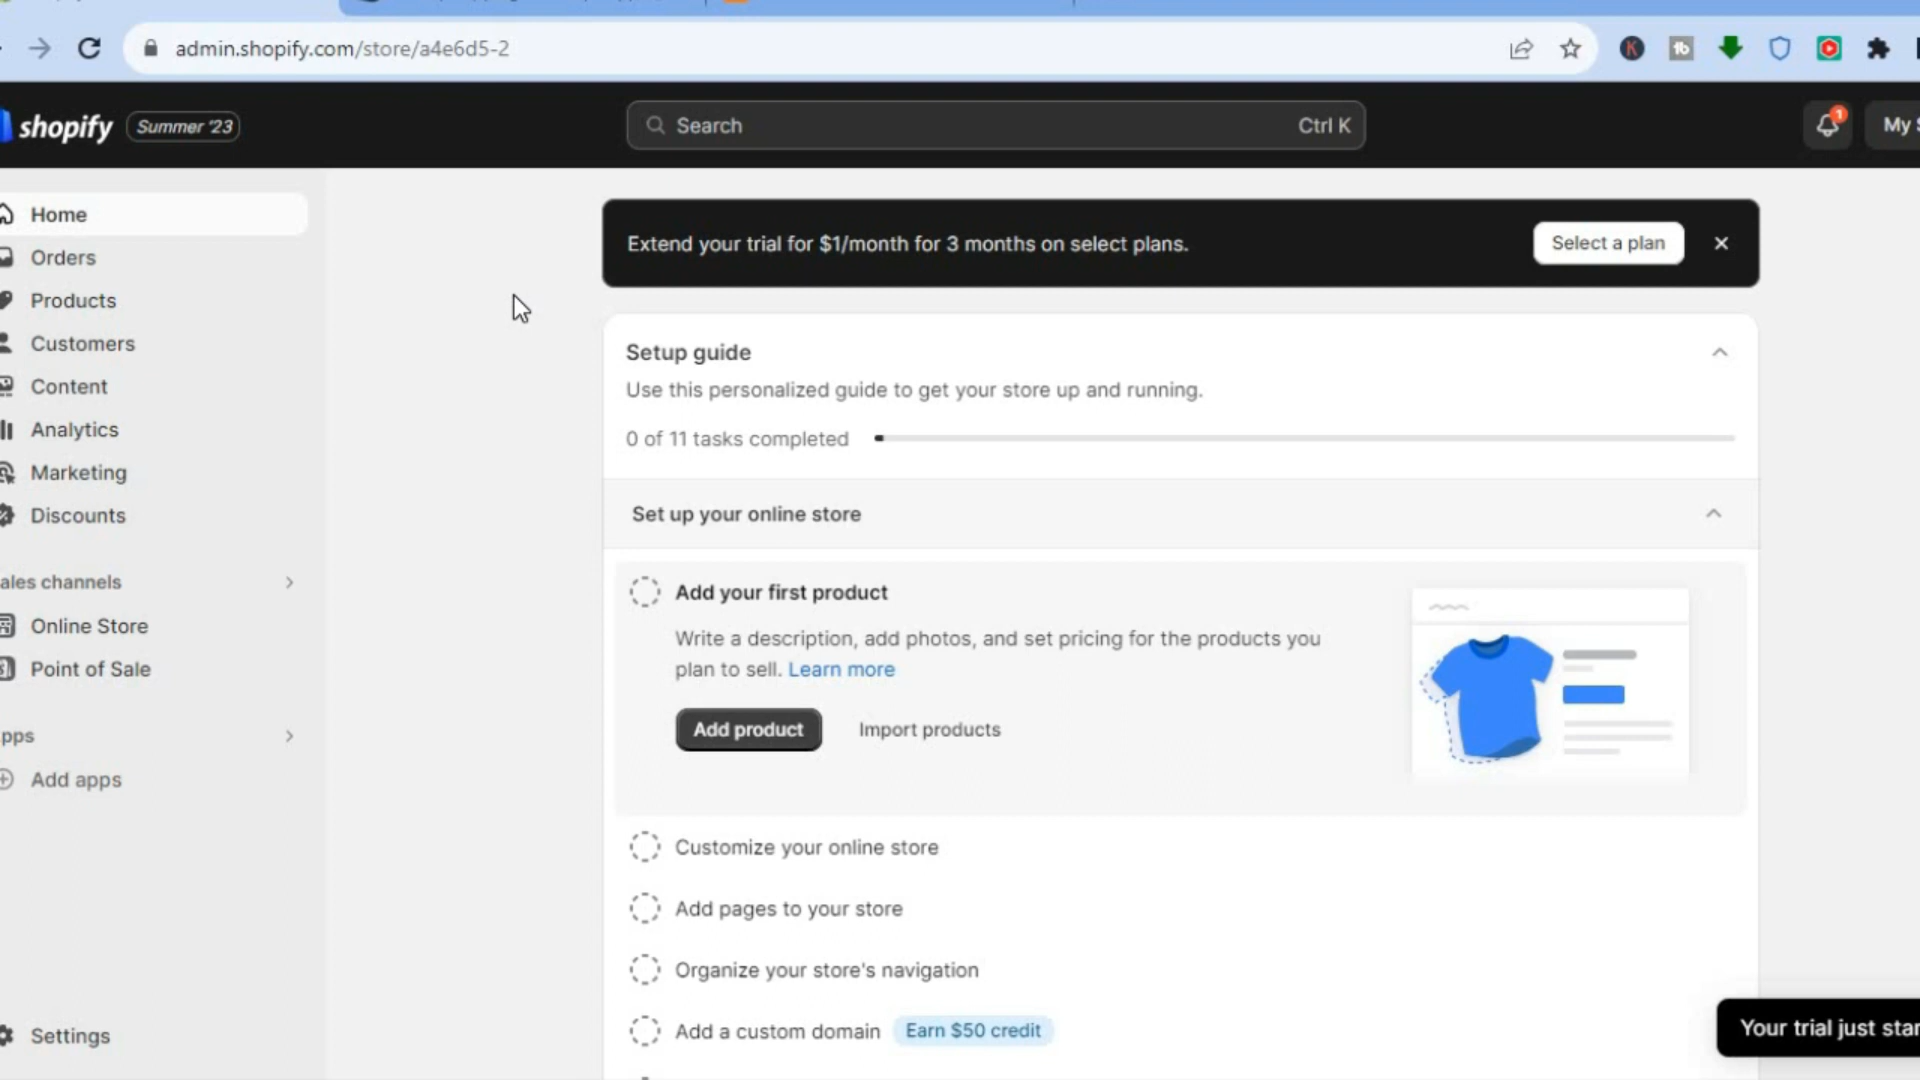 admin.shopify.com/store/a4e6d5-2
shopify Summer '23
Search Ctrl K
1
My
Home
Orders
Products
Customers
Content
Analytics
Marketing
Discounts
ales channels
Online Store
Point of Sale
pps
Add apps
Settings
Extend your trial for $1/month for 3 months on select plans.
Select a plan
Setup guide
Use this personalized guide to get your store up and running.
0 of 11 tasks completed
Set up your online store
Add your first product
Write a description, add photos, and set pricing for the products you
plan to sell. Learn more
Add product Import products
Customize your online store
Add pages to your store
Organize your store's navigation
Add a custom domain Earn $50 credit
Your trial just star